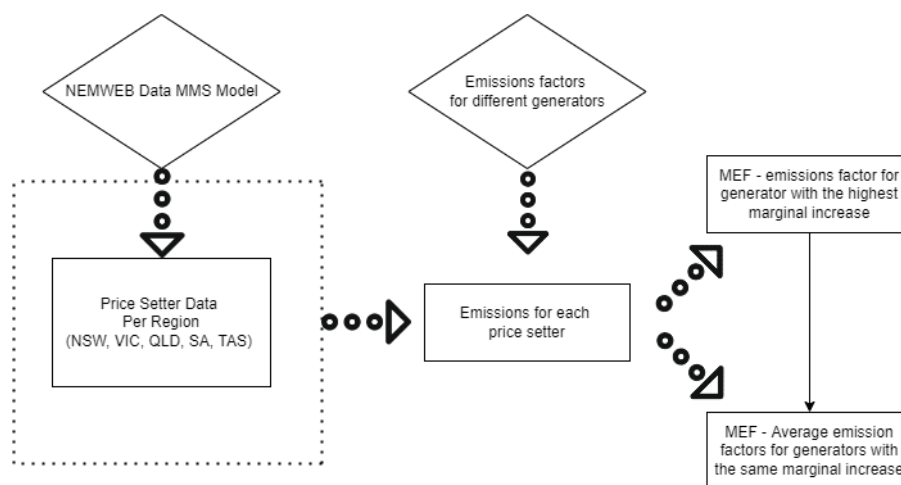 NEMWEB Data MMS Model
Emissions factors
for different generators
MEF - emissions factor for
generator with the highest
marginal increase
Price Setter Data
Per Region
(NSW, VIC, QLD, SA, TAS)
Emissions for each
price setter
MEF - Average emission
factors for generators with
the same marginal increase